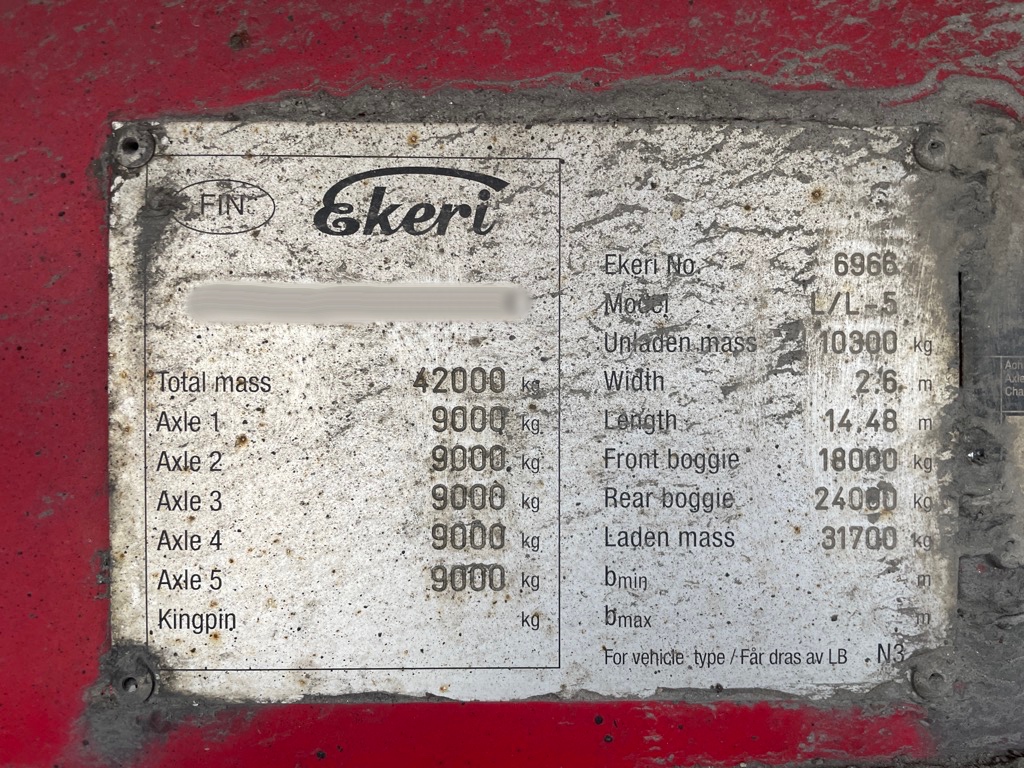 FIN
Ekeri
Total mass 42000 kg
Axle 1 9000 kg
Axle 2 9000 kg
Axle 3 9000 kg
Axle 4 9000 kg
Axle 5 9000 kg
Kingpin kg
Ekeri No. 6966
Model L/L-5
Unladen mass 10300 kg
Width 2.6 m
Length 14.48 m
Front boggie 18000 kg
Rear boggie 24000 kg
Laden mass 31700 kg
bmin m
bmax m
For vehicle type / Får dras av LB N3